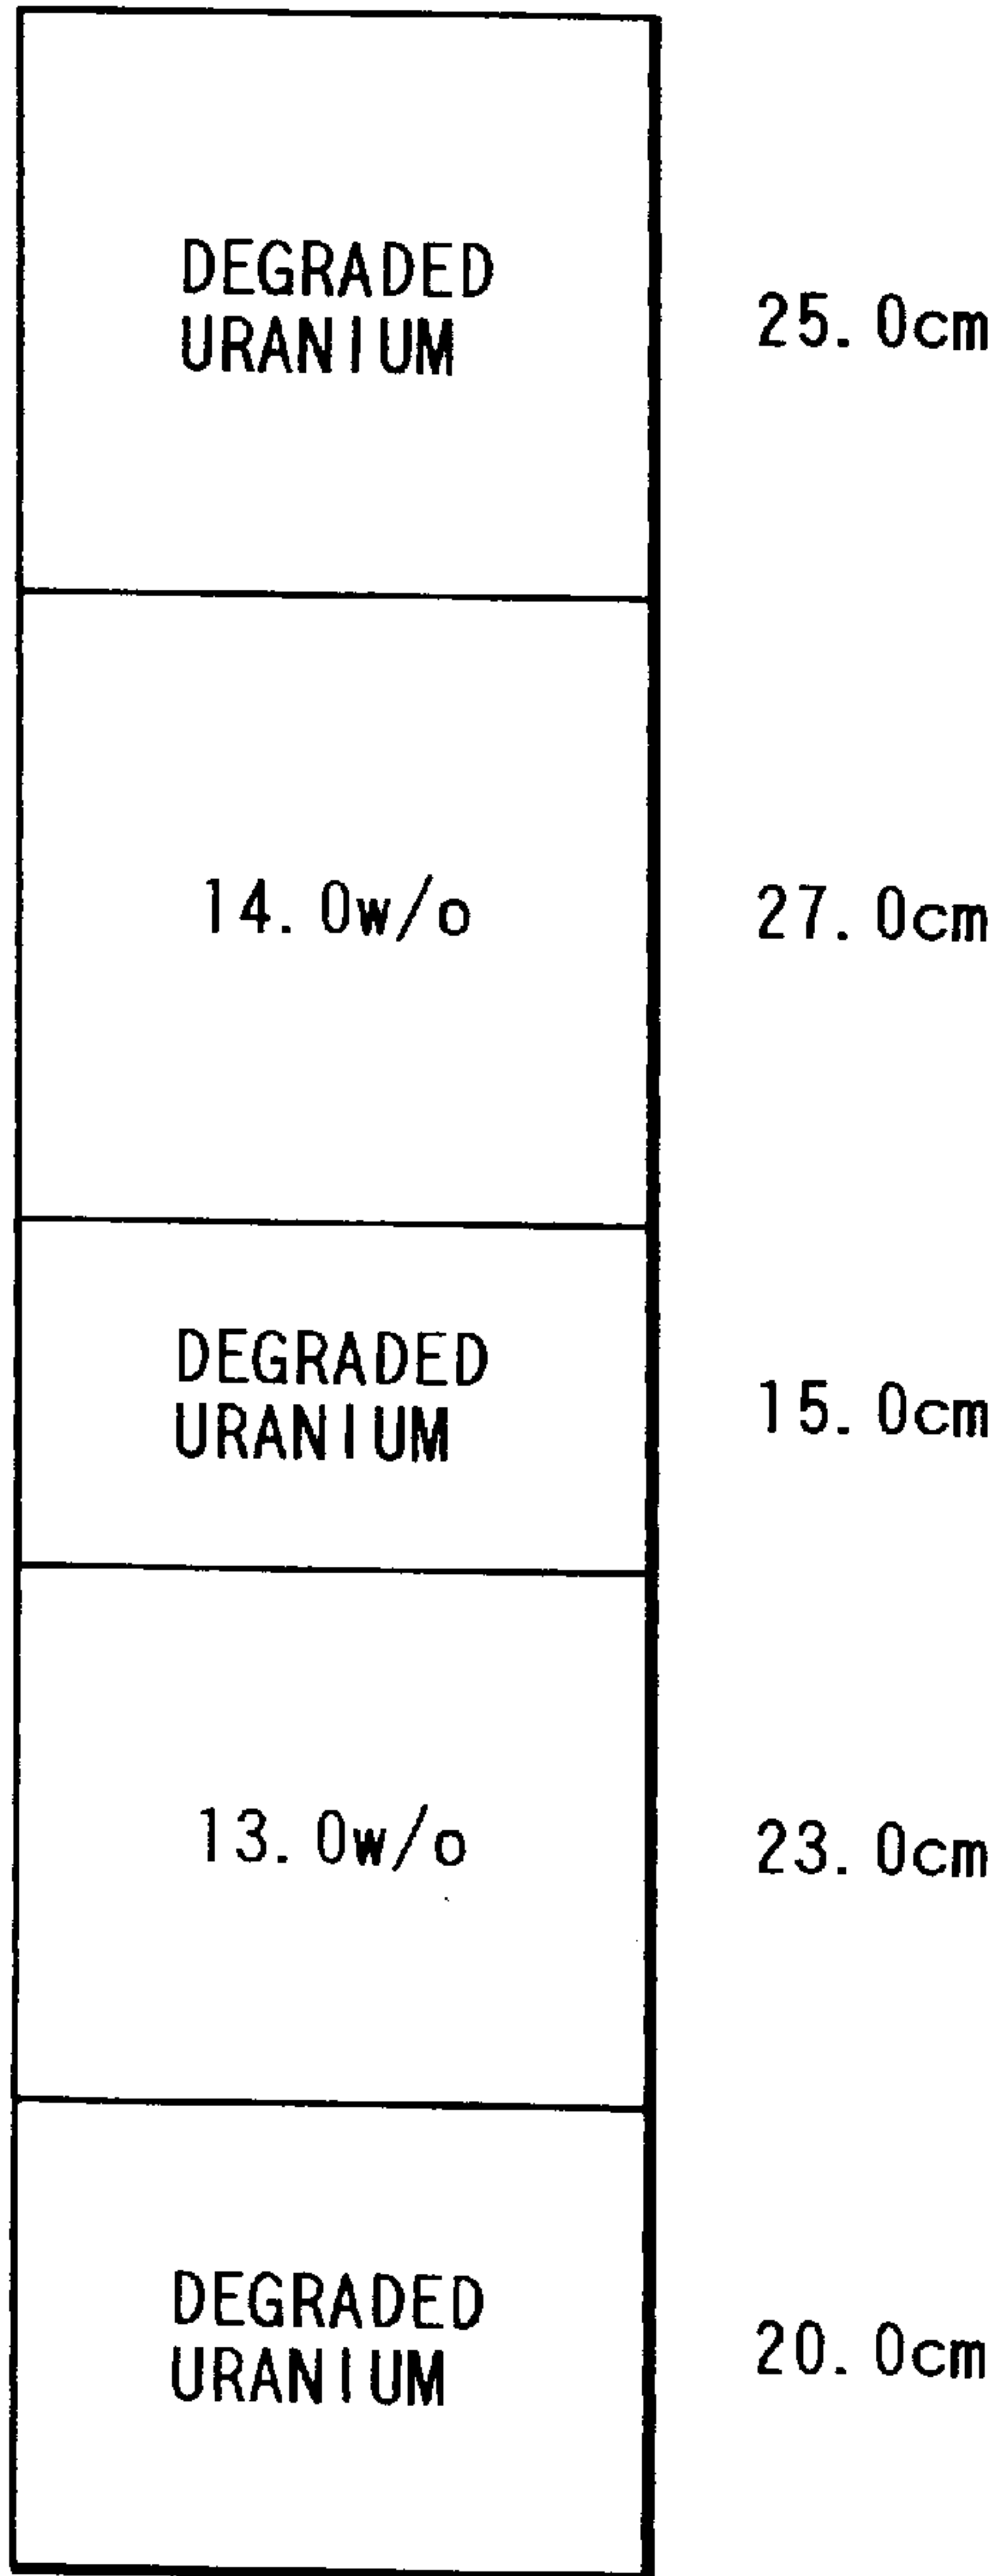 DEGRADED
URANIUM
25.0cm
14.0w/o
27.0cm
DEGRADED
URANIUM
15.0cm
13.0w/o
23.0cm
DEGRADED
URANIUM
20.0cm